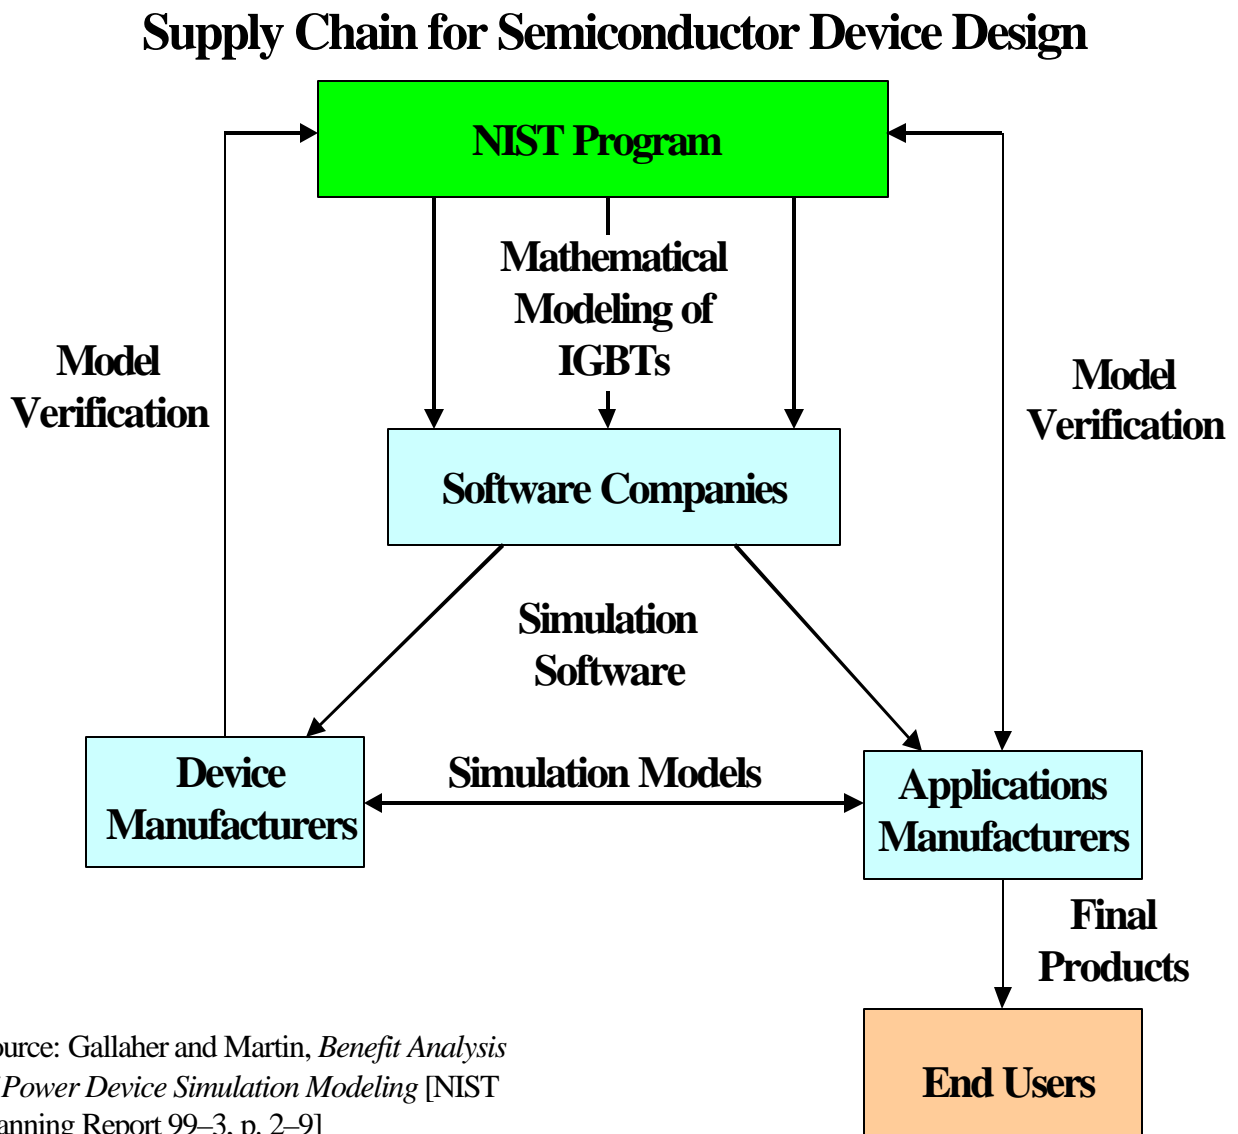 Supply Chain for Semiconductor Device Design
NIST Program
Mathematical
Modeling of
IGBTs
Model
Verification
Model
Verification
Software Companies
Simulation
Software
Device
Manufacturers
Simulation Models
Applications
Manufacturers
Final
Products
End Users
ource: Gallaher and Martin, Benefit Analysis
Power Device Simulation Modeling [NIST
anning Report 99–3, p. 2–9]